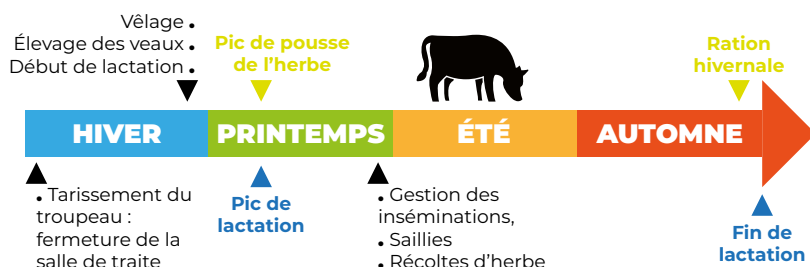 Vêlage •
Élevage des veaux •
Début de lactation •
Pic de pousse
de l’herbe
Ration
hivernale
HIVER
PRINTEMPS
ÉTÉ
AUTOMNE
• Tarissement du
troupeau :
fermeture de la
salle de traite
Pic de
lactation
• Gestion des
inséminations,
• Saillies
• Récoltes d’herbe
Fin de
lactation